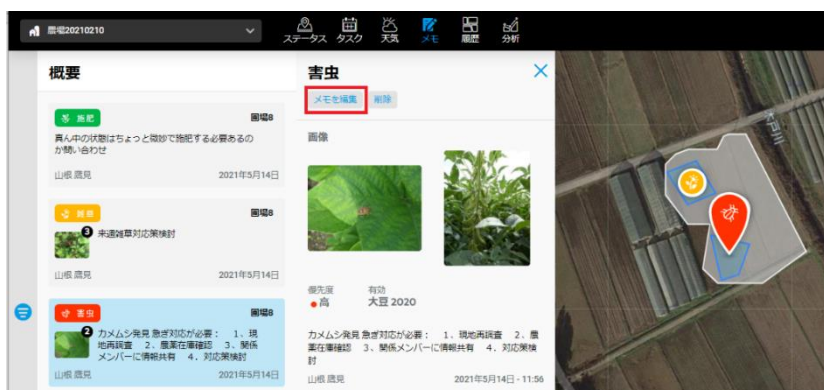 農場20210210
ステータス タスク 天気 メモ 履歴 分析
概要
施肥 圃場8
真ん中の状態はちょっと微妙で施肥する必要あるの
か問い合わせ
山根 鷹見 2021年5月14日
雑草 圃場8
3 来週雑草対応策検討
山根 鷹見 2021年5月14日
害虫 圃場8
2 カメムシ発見 急ぎ対応が必要： 1、現
地再調査 2、農薬在庫確認 3、関係
メンバーに情報共有 4．対応策検討
山根 鷹見 2021年5月14日
害虫
メモを編集 削除
画像
優先度 有効
高 大豆 2020
カメムシ発見 急ぎ対応が必要： 1、現地再調査 2、農
薬在庫確認 3、関係メンバーに情報共有 4．対応策検
討
山根 鷹見 2021年5月14日 - 11:56